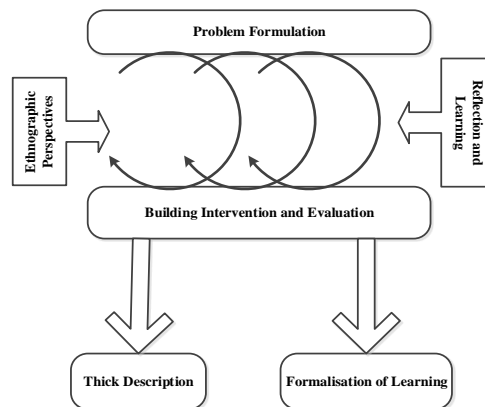 Problem Formulation
Ethnographic
Perspectives
Reflection and
Learning
Building Intervention and Evaluation
Thick Description
Formalisation of Learning